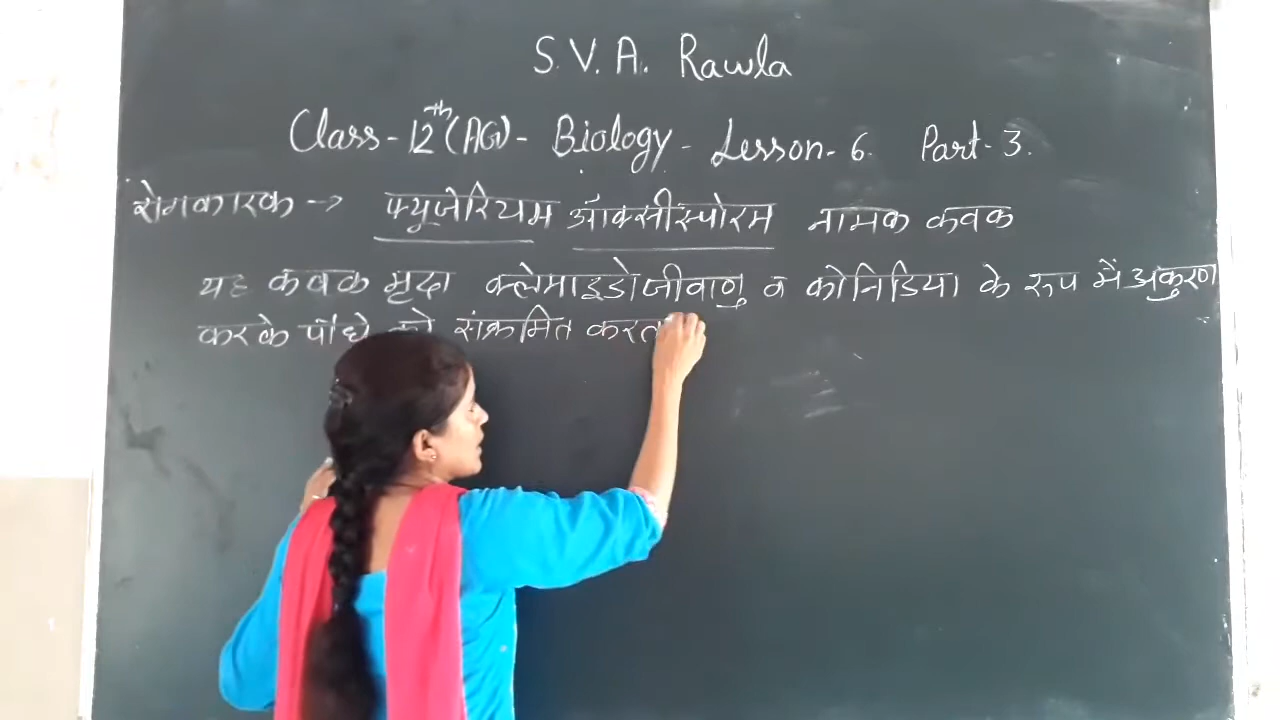 S.V.A. Rawla
Class-12th(AG)- Biology- Lesson-6. Part-3.
रोगकारक -> फ्यूजेरियम ऑक्सीस्पोरम नामक कवक
यह कवक मृदा क्लेमाइडोजीवाणु व कोनिडिया के रूप में अंकुरण
करके पौधे को संक्रमित करत